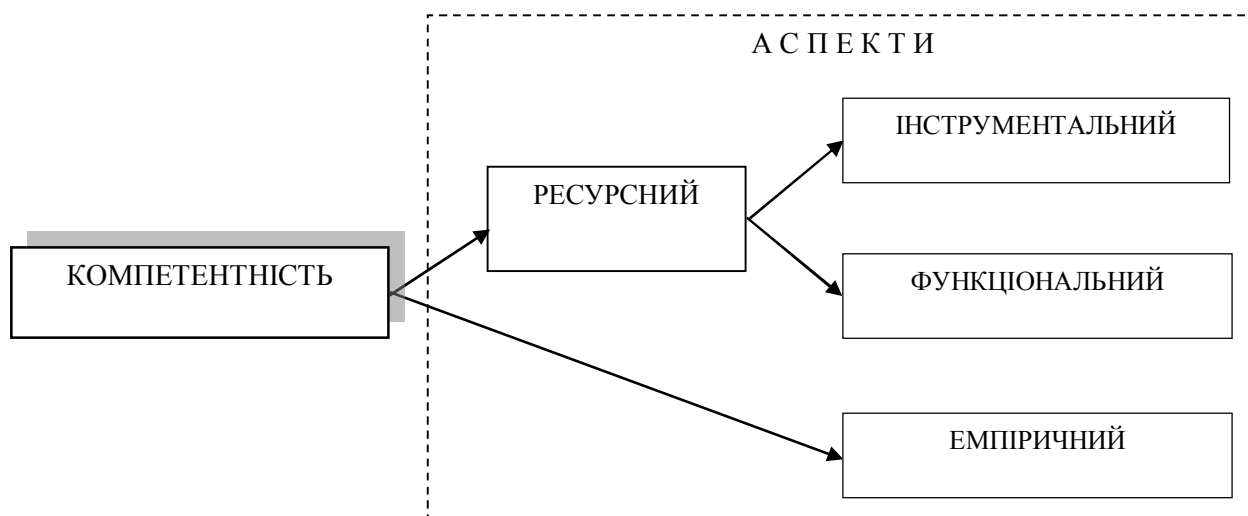 А С П Е К Т И
ІНСТРУМЕНТАЛЬНИЙ
РЕСУРСНИЙ
КОМПЕТЕНТНІСТЬ
ФУНКЦІОНАЛЬНИЙ
ЕМПІРИЧНИЙ